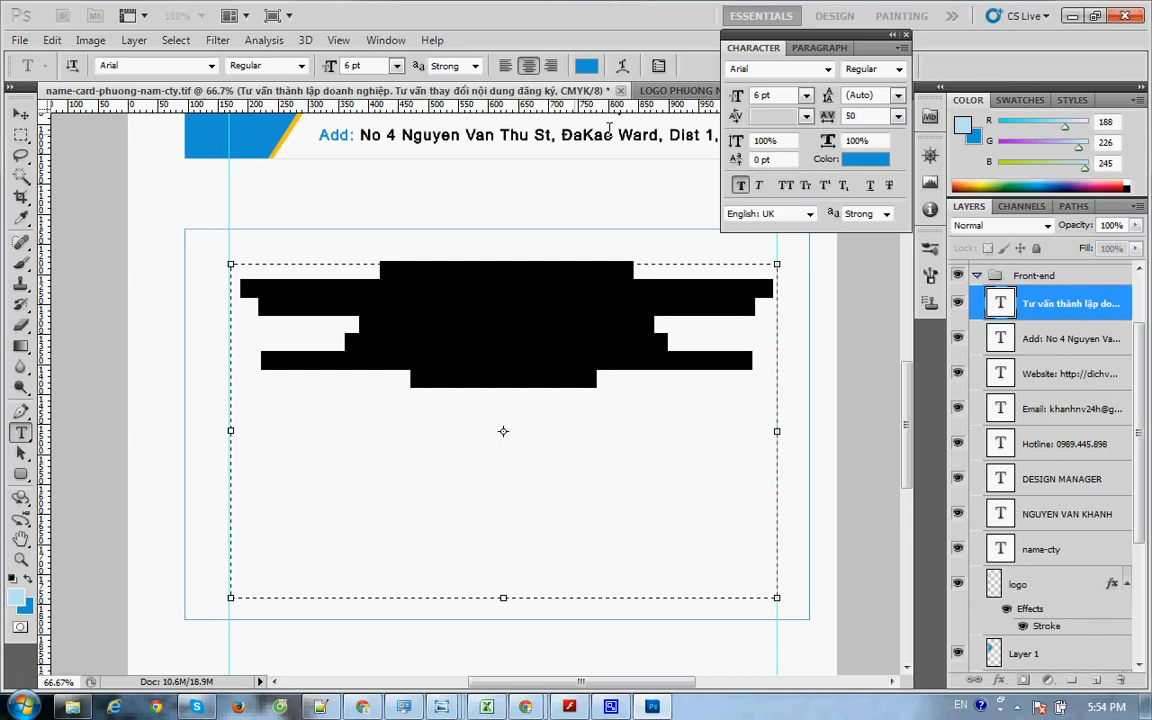 Ps Br Mb 100% ESSENTIALS DESIGN PAINTING CS Live
File Edit Image Layer Select Filter Analysis 3D View Window Help
T Arial Regular 6 pt Strong
name-card-phuong-nam-cty.tif @ 66.7% (Tư vấn thành lập doanh nghiệp. Tư vấn thay đổi nội dung đăng ký, CMYK/8) *
LOGO PHUONG N
Add: No 4 Nguyen Van Thu St, ĐaKao Ward, Dist 1,
CHARACTER PARAGRAPH
Arial Regular
6 pt (Auto)
50
100% 100%
0 pt Color:
English: UK Strong
COLOR SWATCHES STYLES
R 188
G 226
B 245
LAYERS CHANNELS PATHS
Normal Opacity: 100%
Lock: Fill: 100%
Front-end
Tư vấn thành lập do...
Add: No 4 Nguyen Va...
Website: http://dichv...
Email: khanhnv24h@g...
Hotline: 0989.445.898
DESIGN MANAGER
NGUYEN VAN KHANH
name-cty
logo fx
Effects
Stroke
Layer 1
66.67% Doc: 10.6M/18.9M
EN 5:54 PM